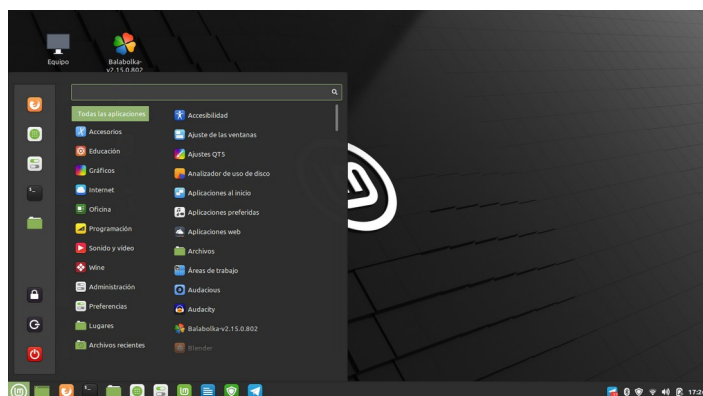 Equipo
Balabolka-
v2.15.0.802
Todas las aplicaciones
Accesorios
Educación
Gráficos
Internet
Oficina
Programación
Sonido y vídeo
Wine
Administración
Preferencias
Lugares
Archivos recientes
Accesibilidad
Ajuste de las ventanas
Ajustes QT5
Analizador de uso de disco
Aplicaciones al inicio
Aplicaciones preferidas
Aplicaciones web
Archivos
Áreas de trabajo
Audacious
Audacity
Balabolka-v2.15.0.802
Blender